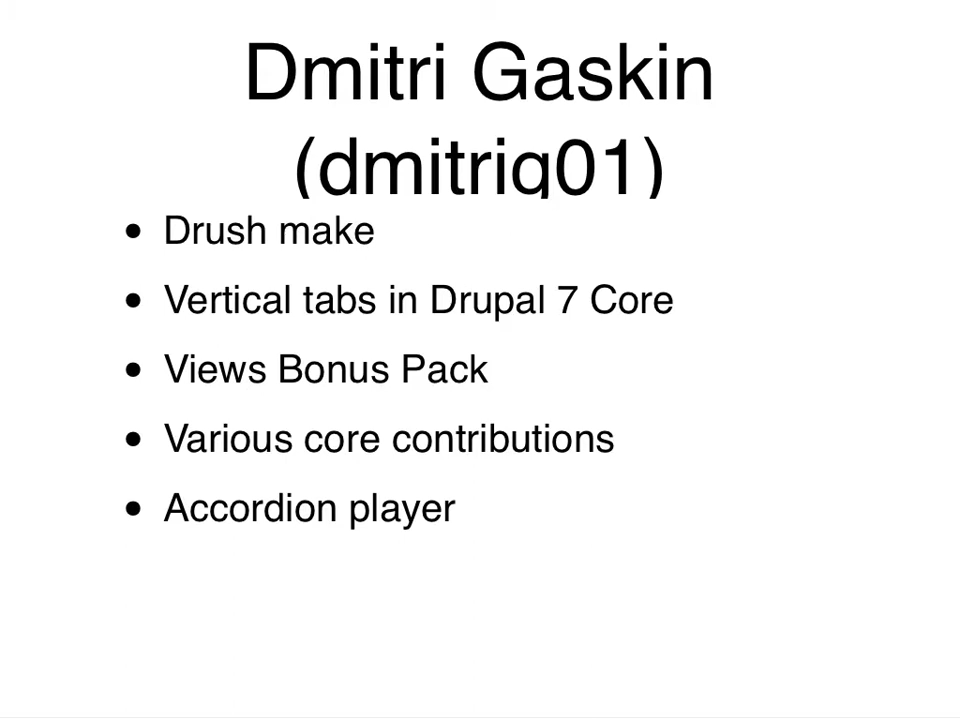 Dmitri Gaskin
(dmitrig01)
• Drush make
• Vertical tabs in Drupal 7 Core
• Views Bonus Pack
• Various core contributions
• Accordion player